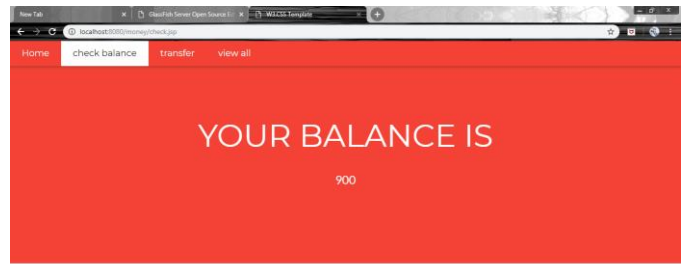 New Tab
GlassFish Server Open Source Ed
W3.CSS Template
localhost:8080/money/check.jsp
Home check balance transfer view all
YOUR BALANCE IS
900